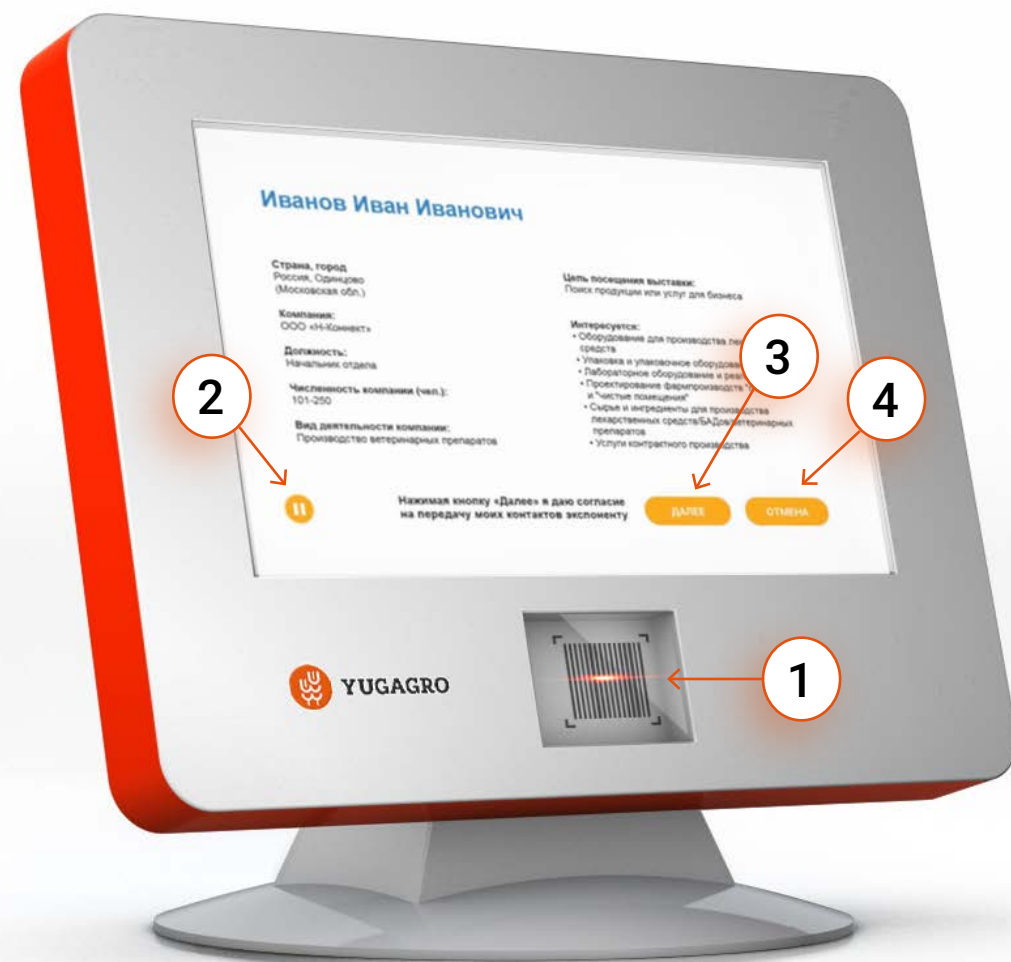 Иванов Иван Иванович
Страна, город
Россия, Одинцово
(Московская обл.)
Компания:
ООО «Н-Коннект»
Должность:
Начальник отдела
Численность компании (чел.):
101-250
Вид деятельности компании:
Производство ветеринарных препаратов
Цель посещения выставки:
Поиск продукции или услуг для бизнеса
Интересуется:
• Оборудование для производства
средств
• Упаковка и упаковочное
• Лабораторное оборудование и
• Проектирование фармпроизводств
и "чистые помещения"
• Сырье и ингредиенты для производства
лекарственных средств/БАДов/ветеринарных
препаратов
• Услуги контрактного производства
Нажимая кнопку «Далее» я даю согласие
на передачу моих контактов экспоненту
ДАЛЕЕ
ОТМЕНА
2
3
4
YUGAGRO
1